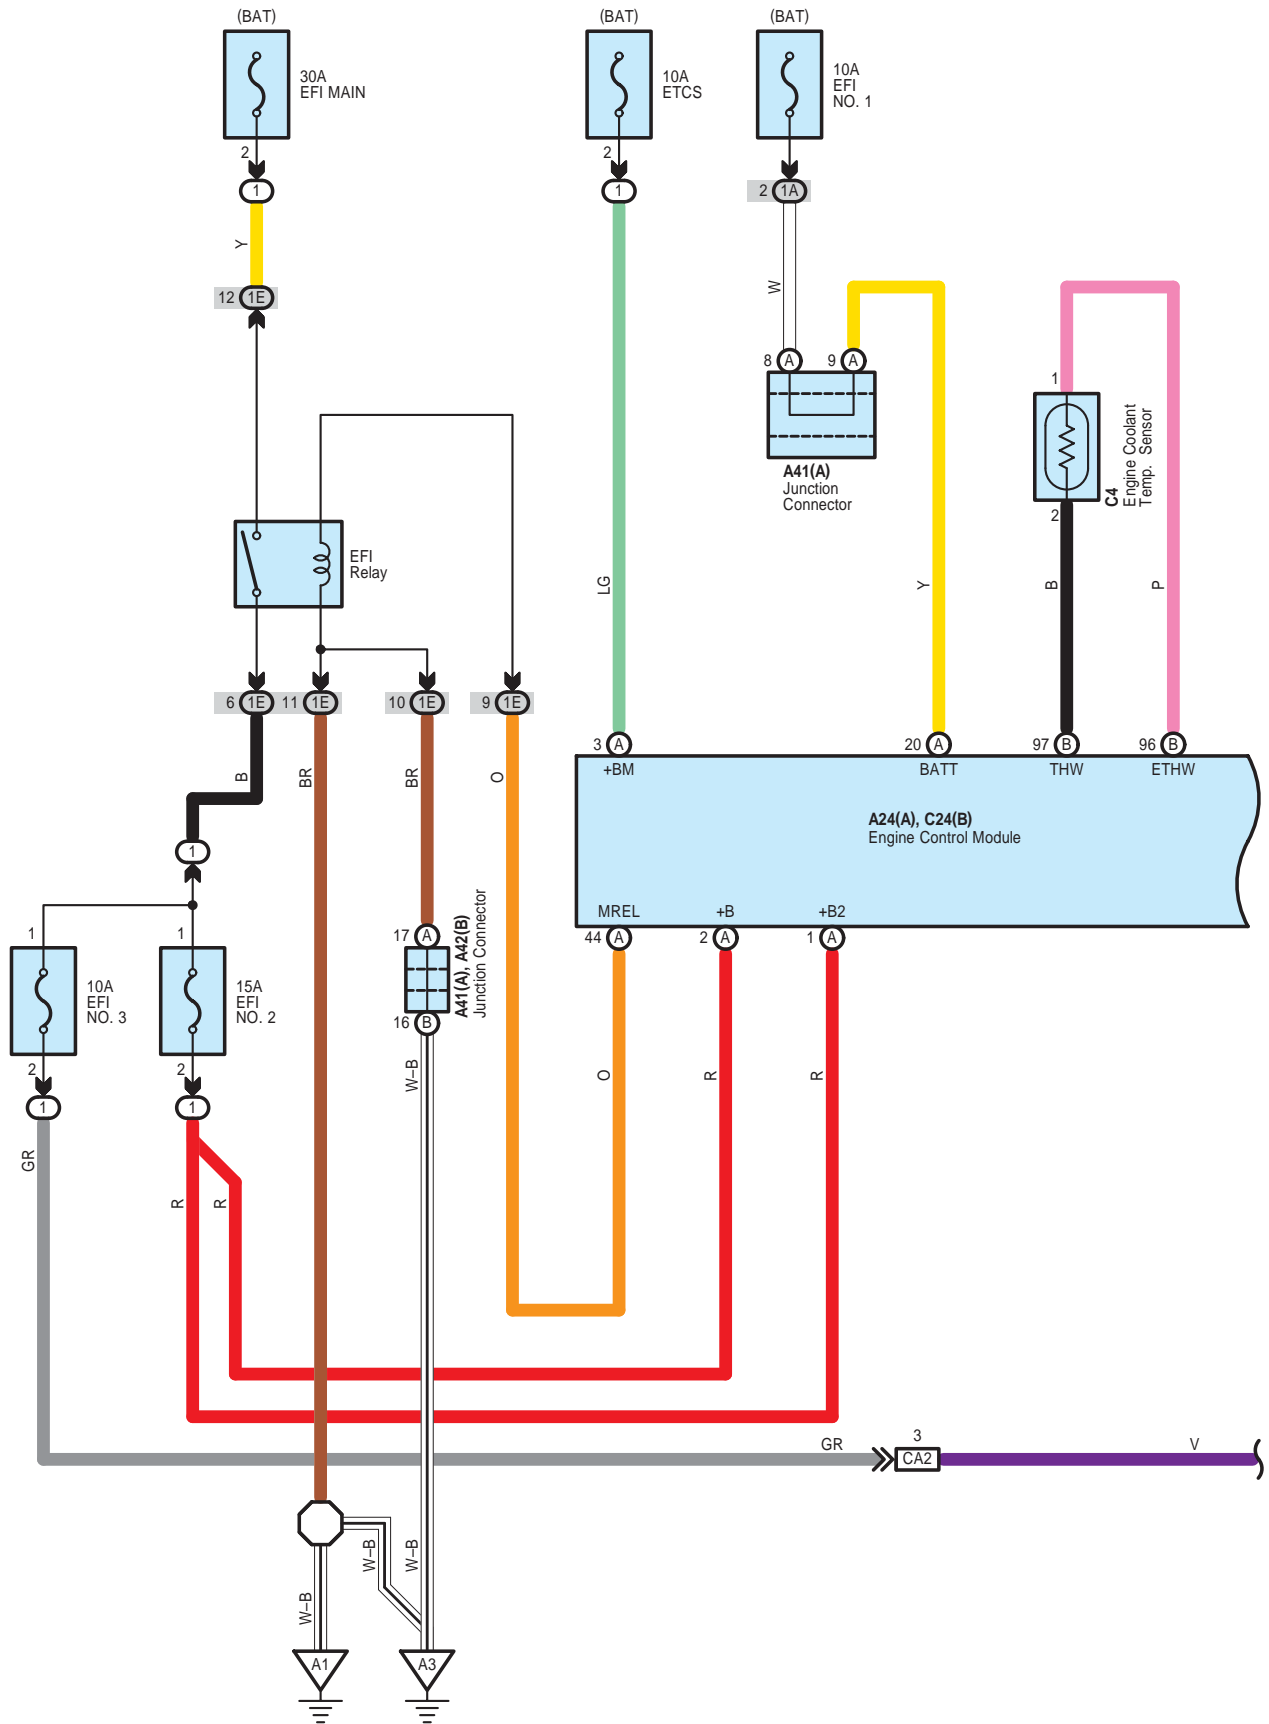 (BAT)
(BAT)
(BAT)
30A
EFI MAIN
10A
ETCS
10A
EFI
NO. 1
2
2
1
1
2 1A
Y
W
12 1E
8 A
9 A
1
A41(A)
Junction
Connector
C4
Engine Coolant
Temp. Sensor
2
EFI
Relay
LG
Y
B
P
6 1E
11 1E
10 1E
9 1E
3 A
20 A
97 B
96 B
+BM
BATT
THW
ETHW
B
BR
BR
O
A24(A), C24(B)
Engine Control Module
1
MREL
+B
+B2
1
1
17 A
44 A
2 A
1 A
A41(A), A42(B)
Junction Connector
10A
EFI
NO. 3
15A
EFI
NO. 2
16 B
2
2
W–B
O
R
R
1
1
GR
R
R
GR
3
CA2
V
W–B
W–B
W–B
A1
A3